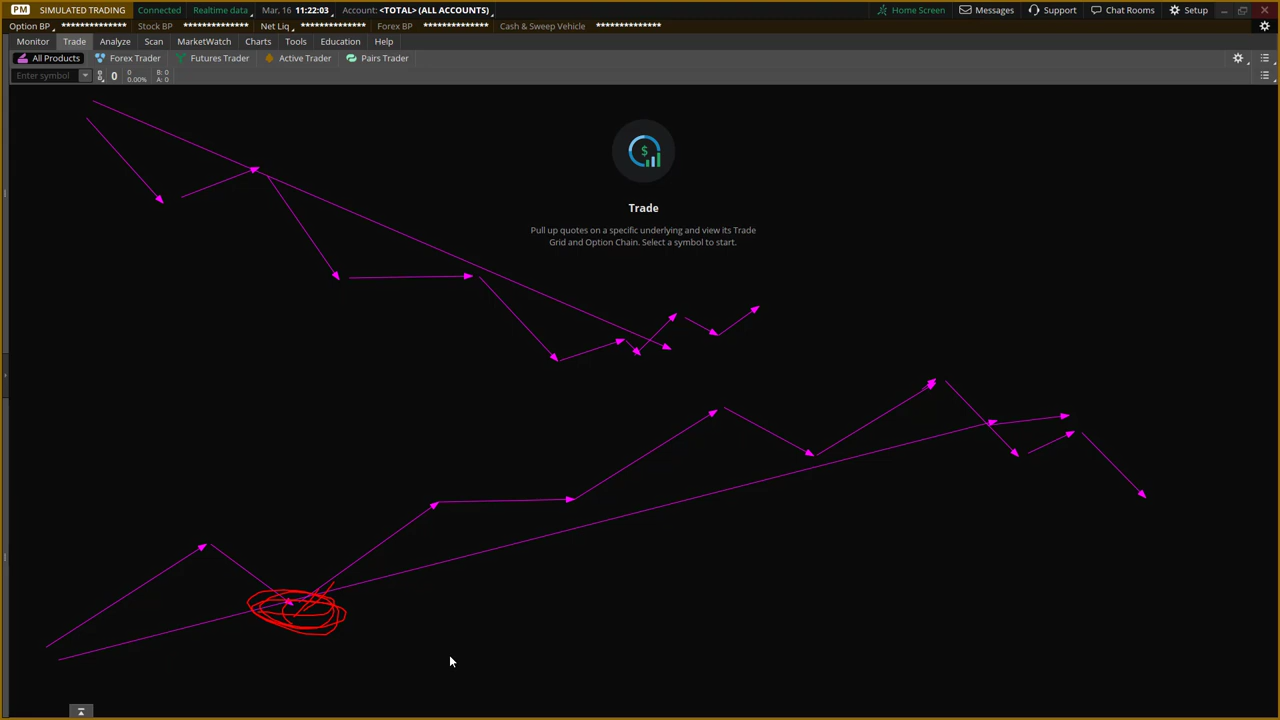 PM SIMULATED TRADING Connected Realtime data Mar, 16 11:22:03 Account: <TOTAL> (ALL ACCOUNTS) Home Screen Messages Support Chat Rooms Setup
Option BP ************** Stock BP ************** Net Liq ************** Forex BP ************** Cash & Sweep Vehicle **************
Monitor Trade Analyze Scan MarketWatch Charts Tools Education Help
All Products Forex Trader Futures Trader Active Trader Pairs Trader
Enter symbol 0 0 B: 0
0.00% A: 0
$
Trade
Pull up quotes on a specific underlying and view its Trade
Grid and Option Chain. Select a symbol to start.